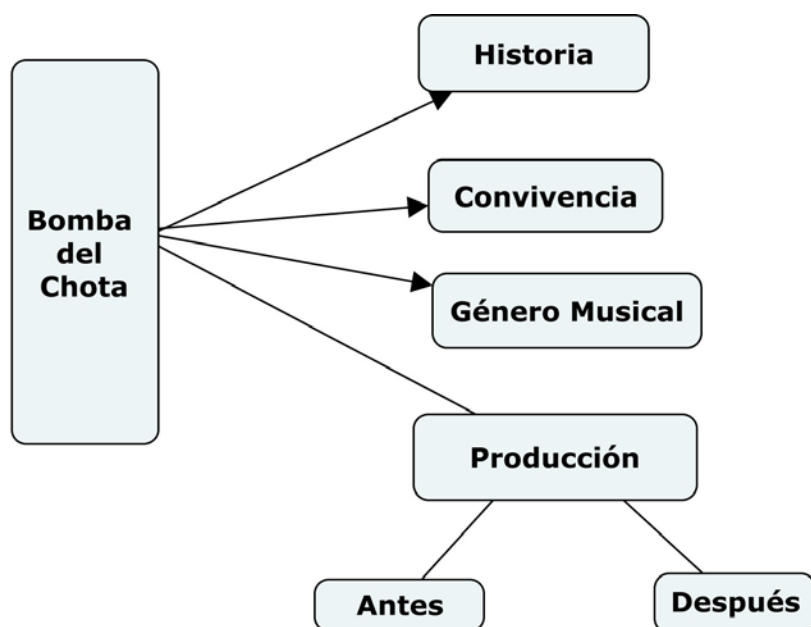 Historia
Bomba
del
Chota
Convivencia
Género Musical
Producción
Antes
Después